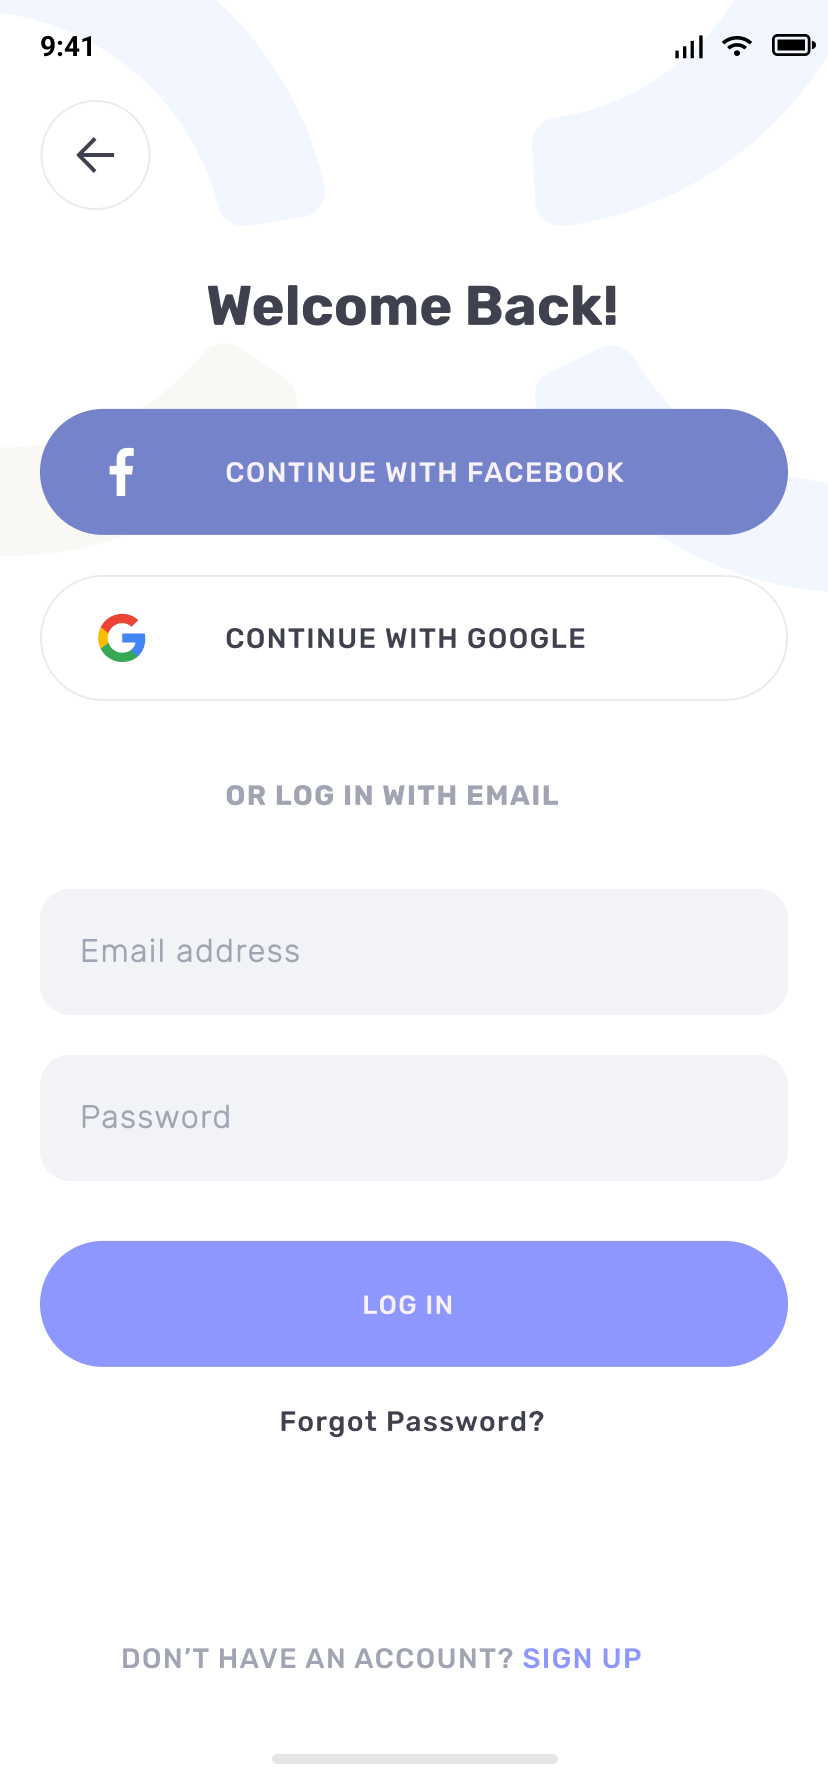 9:41
Welcome Back!
CONTINUE WITH FACEBOOK
CONTINUE WITH GOOGLE
OR LOG IN WITH EMAIL
Email address
Password
LOG IN
Forgot Password?
DON’T HAVE AN ACCOUNT? SIGN UP